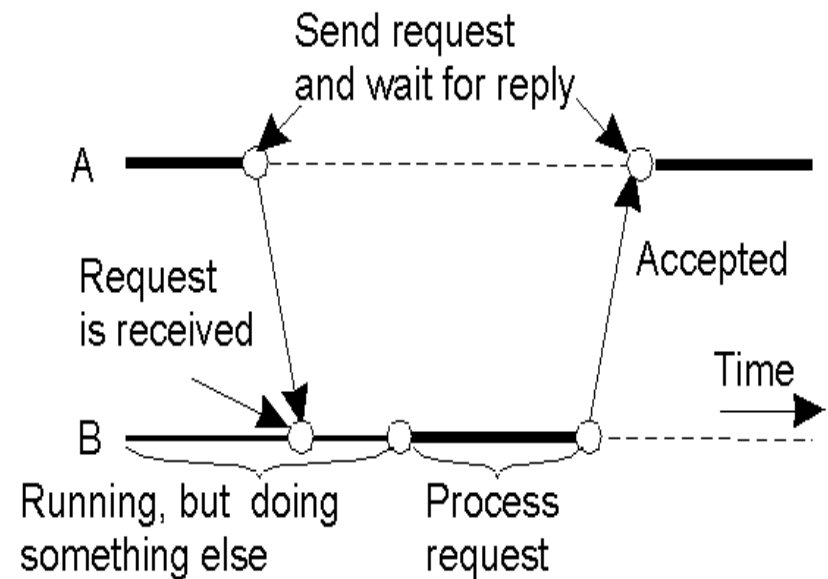 Send request
and wait for reply
A
Accepted
Request
is received
Time
B
Running, but doing
something else
Process
request